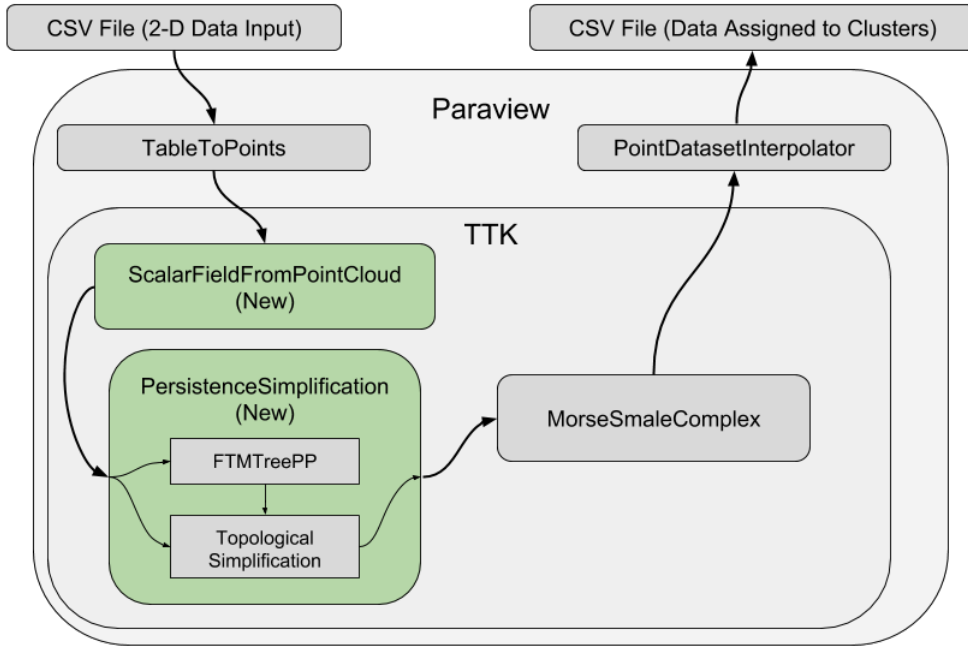 CSV File (2-D Data Input)
CSV File (Data Assigned to Clusters)
Paraview
TableToPoints
PointDatasetInterpolator
TTK
ScalarFieldFromPointCloud
(New)
PersistenceSimplification
(New)
FTMTreePP
Topological
Simplification
MorseSmaleComplex